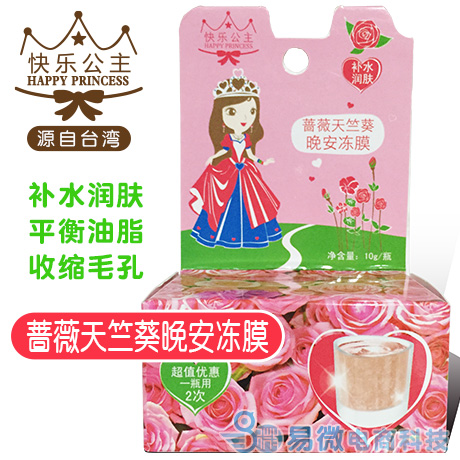 快乐公主
HAPPY PRINCESS
源自台湾
补水润肤
平衡油脂
收缩毛孔
蔷薇天竺葵晚安冻膜
快乐公主
HAPPY PRINCESS
补水
润肤
蔷薇天竺葵
晚安冻膜
净含量：10g/瓶
超值优惠
一瓶用
2次
易微电商科技